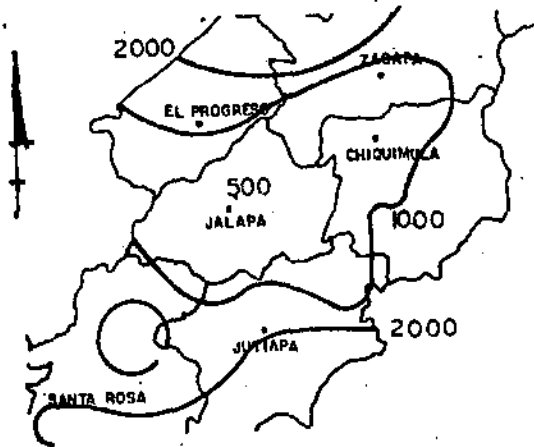 2000
ZACAPA
EL PROGRESO
CHIQUIMULA
500
JALAPA
1000
2000
JUTIAPA
SANTA ROSA